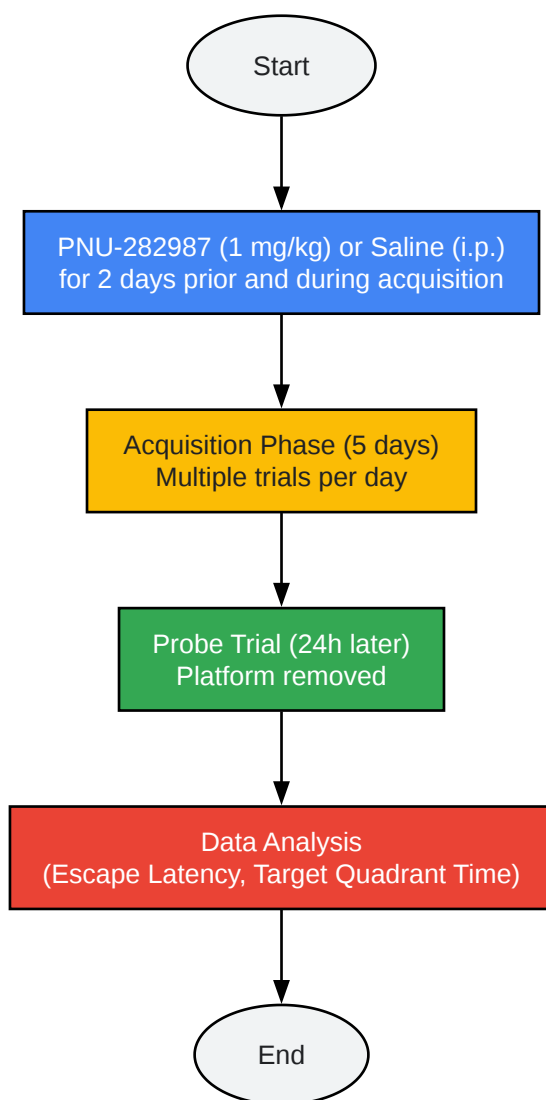 Start
PNU-282987 (1 mg/kg) or Saline (i.p.)
for 2 days prior and during acquisition
Acquisition Phase (5 days)
Multiple trials per day
Probe Trial (24h later)
Platform removed
Data Analysis
(Escape Latency, Target Quadrant Time)
End